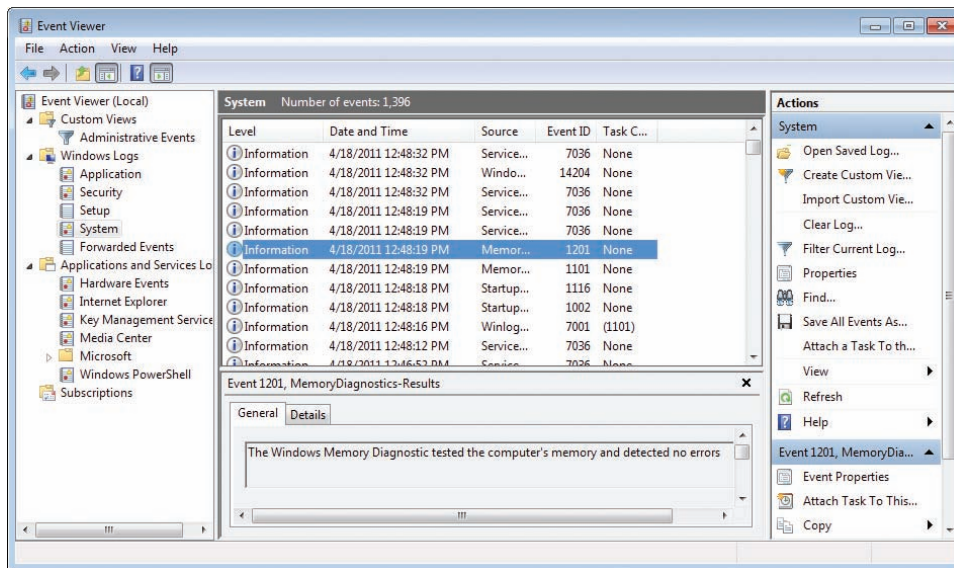 Event Viewer
File Action View Help
Event Viewer (Local)
Custom Views
Administrative Events
Windows Logs
Application
Security
Setup
System
Forwarded Events
Applications and Services Lo
Hardware Events
Internet Explorer
Key Management Service
Media Center
Microsoft
Windows PowerShell
Subscriptions
System Number of events: 1,396
Level Date and Time Source Event ID Task C...
Information 4/18/2011 12:48:32 PM Service... 7036 None
Information 4/18/2011 12:48:32 PM Windo... 14204 None
Information 4/18/2011 12:48:32 PM Service... 7036 None
Information 4/18/2011 12:48:19 PM Service... 7036 None
Information 4/18/2011 12:48:19 PM Service... 7036 None
Information 4/18/2011 12:48:19 PM Memor... 1201 None
Information 4/18/2011 12:48:19 PM Memor... 1101 None
Information 4/18/2011 12:48:18 PM Startup... 1116 None
Information 4/18/2011 12:48:18 PM Startup... 1002 None
Information 4/18/2011 12:48:16 PM Winlog... 7001 (1101)
Information 4/18/2011 12:48:12 PM Service... 7036 None
Information 4/18/2011 12:46:52 PM Service... 7036 None
Event 1201, MemoryDiagnostics-Results
General Details
The Windows Memory Diagnostic tested the computer's memory and detected no errors
Actions
System
Open Saved Log...
Create Custom Vie...
Import Custom Vie...
Clear Log...
Filter Current Log...
Properties
Find...
Save All Events As...
Attach a Task To th...
View
Refresh
Help
Event 1201, MemoryDia...
Event Properties
Attach Task To This...
Copy